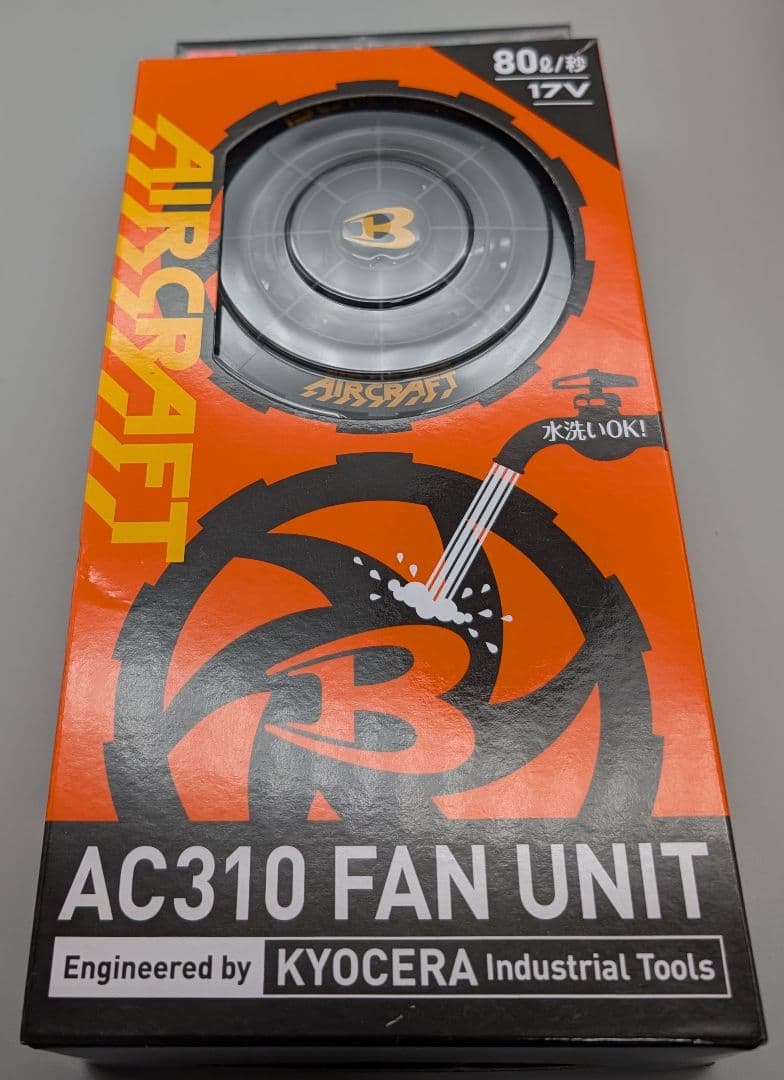 80ℓ/秒
17V
AIRCRAFT
B
AIRCRAFT
水洗いOK!
B
AC310 FAN UNIT
Engineered by KYOCERA Industrial Tools